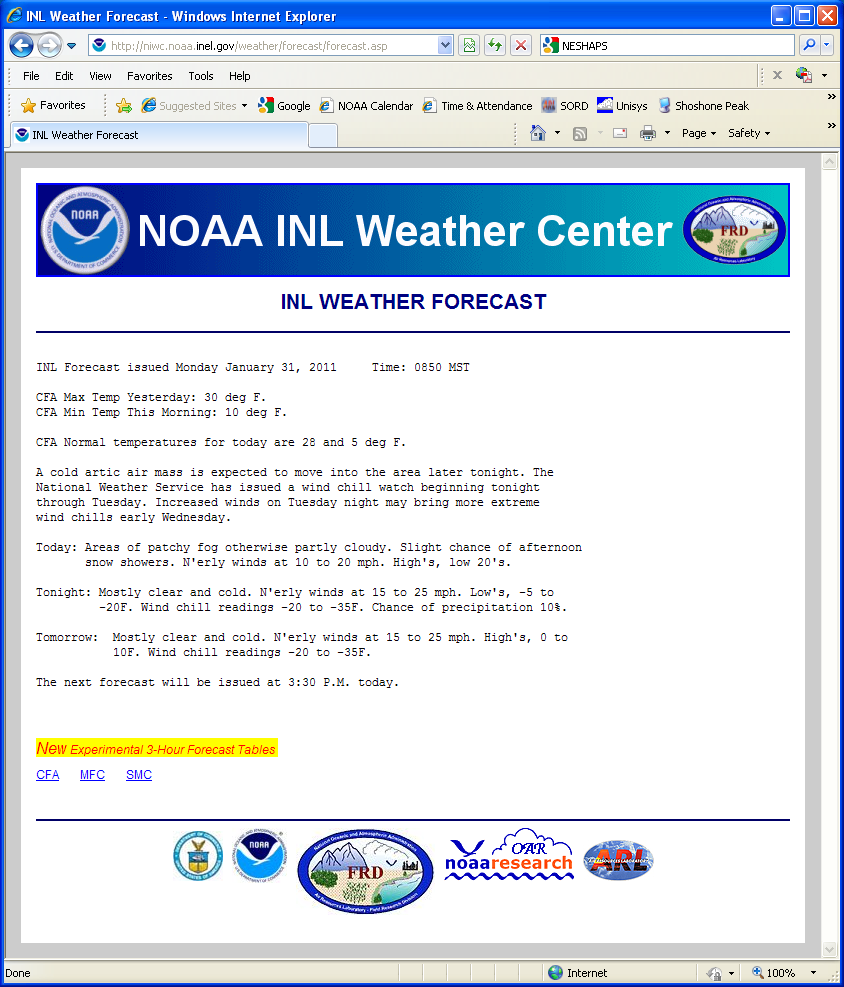 INL Weather Forecast - Windows Internet Explorer
http://niwc.noaa.inel.gov/weather/forecast/forecast.asp
NESHAPS
File Edit View Favorites Tools Help
Favorites Suggested Sites Google NOAA Calendar Time & Attendance SORD Unisys Shoshone Peak
INL Weather Forecast
Page Safety
NOAA
NOAA INL Weather Center
FRD
INL WEATHER FORECAST
INL Forecast issued Monday January 31, 2011 Time: 0850 MST
CFA Max Temp Yesterday: 30 deg F.
CFA Min Temp This Morning: 10 deg F.
CFA Normal temperatures for today are 28 and 5 deg F.
A cold artic air mass is expected to move into the area later tonight. The
National Weather Service has issued a wind chill watch beginning tonight
through Tuesday. Increased winds on Tuesday night may bring more extreme
wind chills early Wednesday.
Today: Areas of patchy fog otherwise partly cloudy. Slight chance of afternoon
snow showers. N'erly winds at 10 to 20 mph. High's, low 20's.
Tonight: Mostly clear and cold. N'erly winds at 15 to 25 mph. Low's, -5 to
-20F. Wind chill readings -20 to -35F. Chance of precipitation 10%.
Tomorrow: Mostly clear and cold. N'erly winds at 15 to 25 mph. High's, 0 to
10F. Wind chill readings -20 to -35F.
The next forecast will be issued at 3:30 P.M. today.
New Experimental 3-Hour Forecast Tables
CFA MFC SMC
NOAA
National Oceanic and Atmospheric Administration
FRD
Air Resources Laboratory - Field Research Division
OAR
noaaresearch
ARL
Done Internet 100%